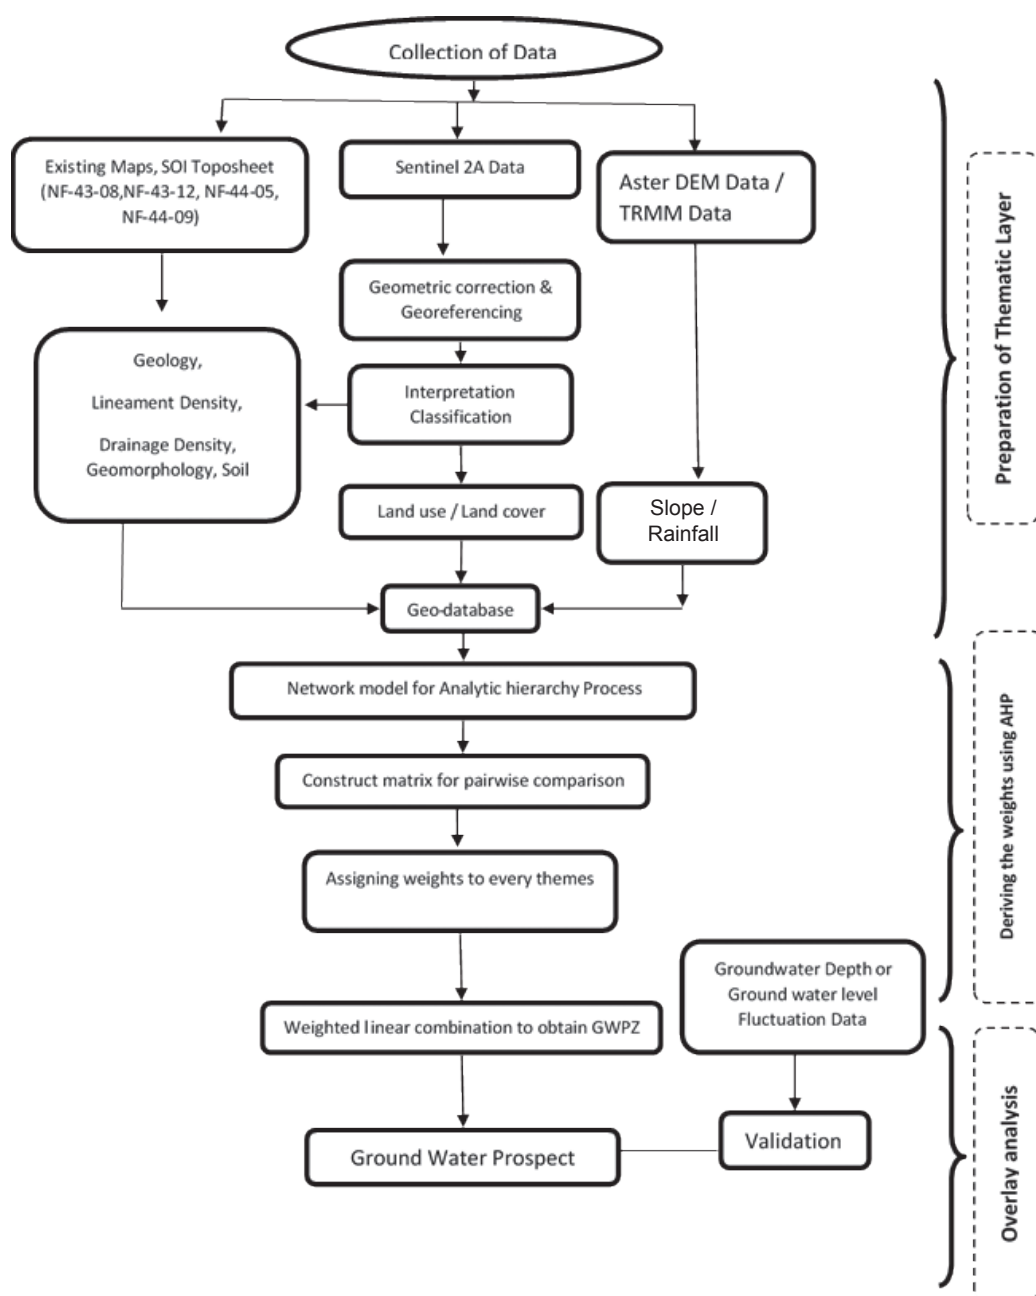 Collection of Data
Existing Maps, SOI Toposheet
(NF-43-08,NF-43-12, NF-44-05,
NF-44-09)
Sentinel 2A Data
Aster DEM Data /
TRMM Data
Geometric correction &
Georeferencing
Geology,
Lineament Density,
Drainage Density,
Geomorphology, Soil
Interpretation
Classification
Land use / Land cover
Slope /
Rainfall
Geo-database
Preparation of Thematic Layer
Network model for Analytic hierarchy Process
Construct matrix for pairwise comparison
Assigning weights to every themes
Deriving the weights using AHP
Weighted linear combination to obtain GWPZ
Groundwater Depth or
Ground water level
Fluctuation Data
Ground Water Prospect
Validation
Overlay analysis